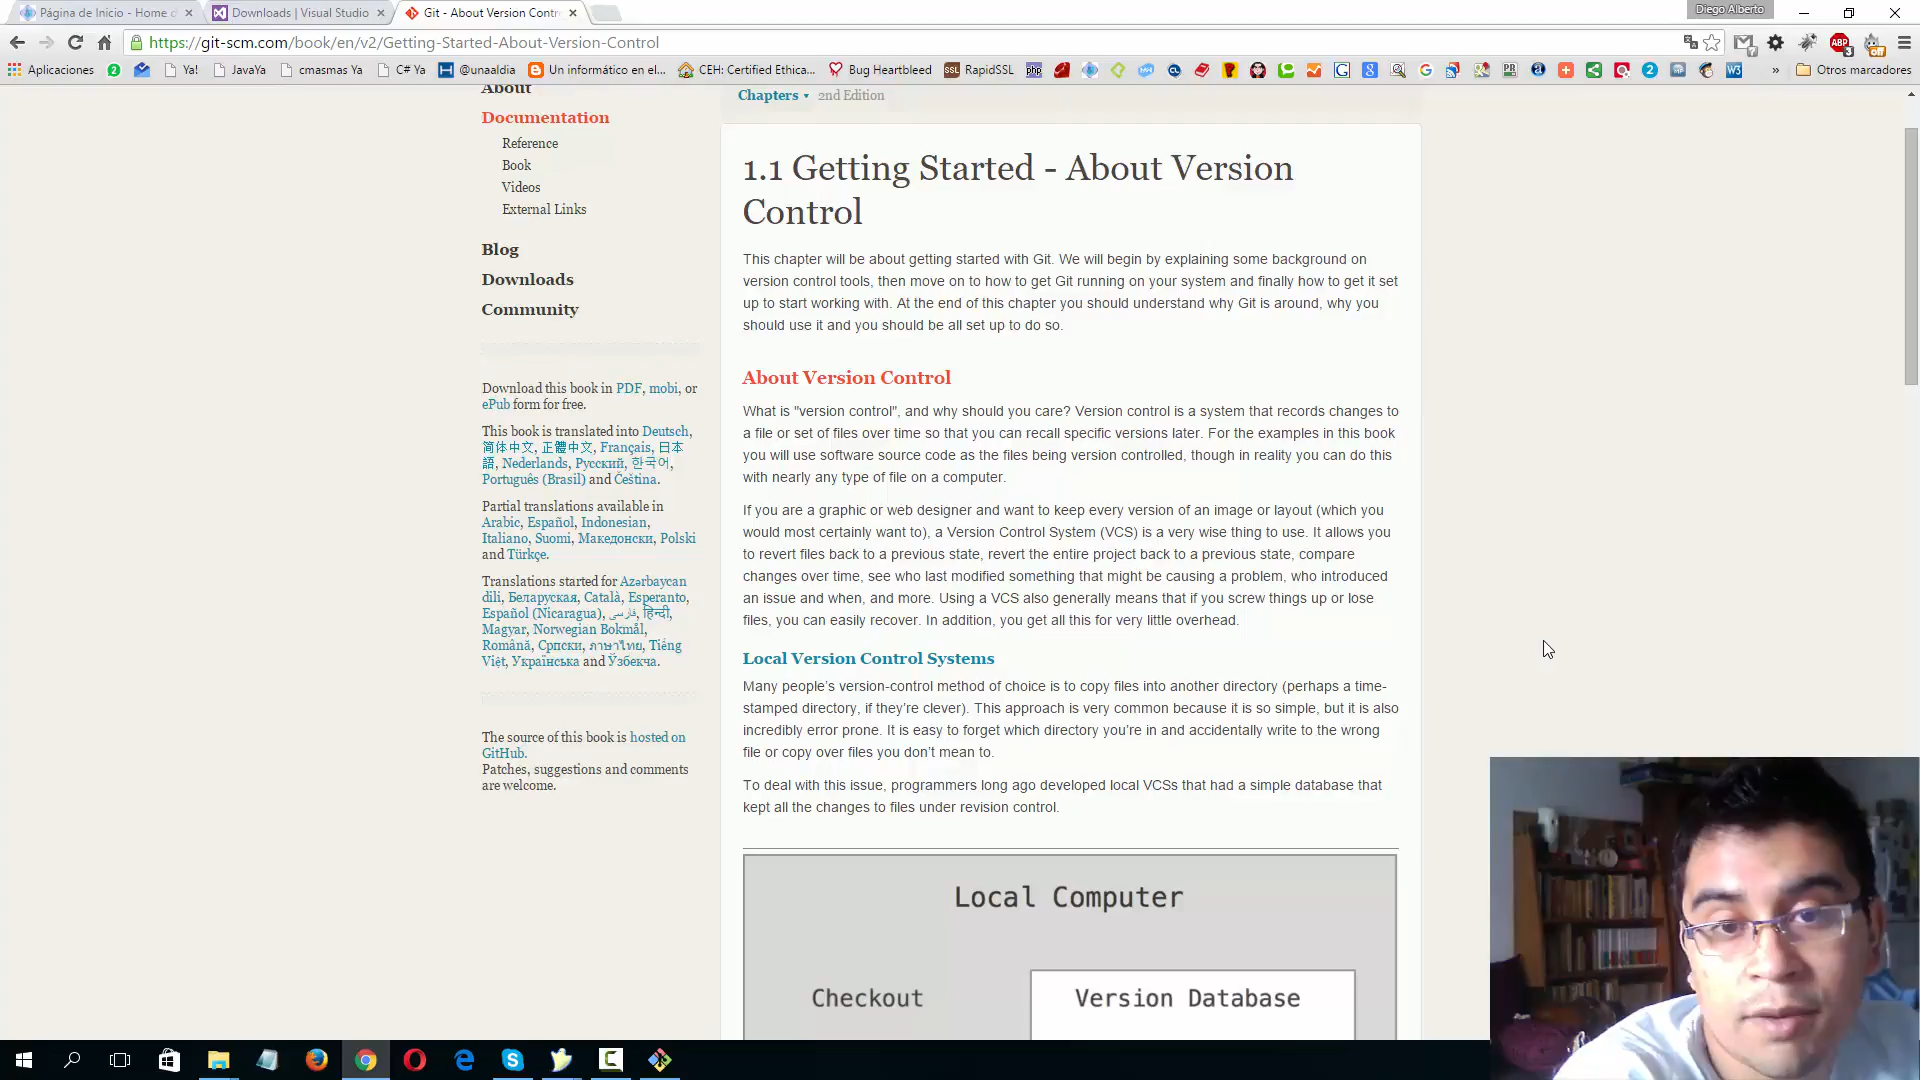 Página de Inicio - Home d
Downloads | Visual Studio
Git - About Version Contr
Diego Alberto
https://git-scm.com/book/en/v2/Getting-Started-About-Version-Control
Aplicaciones
Ya!
JavaYa
cmasmas Ya
C# Ya
@unaaldia
Un informático en el...
CEH: Certified Ethica...
Bug Heartbleed
RapidSSL
Otros marcadores
About
Documentation
Reference
Book
Videos
External Links
Blog
Downloads
Community
Download this book in PDF, mobi, or
ePub form for free.
This book is translated into Deutsch,
简体中文, 正體中文, Français, 日本
語, Nederlands, Русский, 한국어,
Português (Brasil) and Čeština.
Partial translations available in
Arabic, Español, Indonesian,
Italiano, Suomi, Македонски, Polski
and Türkçe.
Translations started for Azərbaycan
dili, Беларуская, Català, Esperanto,
Español (Nicaragua), فارسی, हिन्दी,
Magyar, Norwegian Bokmål,
Română, Српски, ภาษาไทย, Tiếng
Việt, Українська and Ўзбекча.
The source of this book is hosted on
GitHub.
Patches, suggestions and comments
are welcome.
Chapters ▾ 2nd Edition
1.1 Getting Started - About Version
Control
This chapter will be about getting started with Git. We will begin by explaining some background on
version control tools, then move on to how to get Git running on your system and finally how to get it set
up to start working with. At the end of this chapter you should understand why Git is around, why you
should use it and you should be all set up to do so.
About Version Control
What is "version control", and why should you care? Version control is a system that records changes to
a file or set of files over time so that you can recall specific versions later. For the examples in this book
you will use software source code as the files being version controlled, though in reality you can do this
with nearly any type of file on a computer.
If you are a graphic or web designer and want to keep every version of an image or layout (which you
would most certainly want to), a Version Control System (VCS) is a very wise thing to use. It allows you
to revert files back to a previous state, revert the entire project back to a previous state, compare
changes over time, see who last modified something that might be causing a problem, who introduced
an issue and when, and more. Using a VCS also generally means that if you screw things up or lose
files, you can easily recover. In addition, you get all this for very little overhead.
Local Version Control Systems
Many people’s version-control method of choice is to copy files into another directory (perhaps a time-
stamped directory, if they’re clever). This approach is very common because it is so simple, but it is also
incredibly error prone. It is easy to forget which directory you’re in and accidentally write to the wrong
file or copy over files you don’t mean to.
To deal with this issue, programmers long ago developed local VCSs that had a simple database that
kept all the changes to files under revision control.
Local Computer
Checkout
Version Database